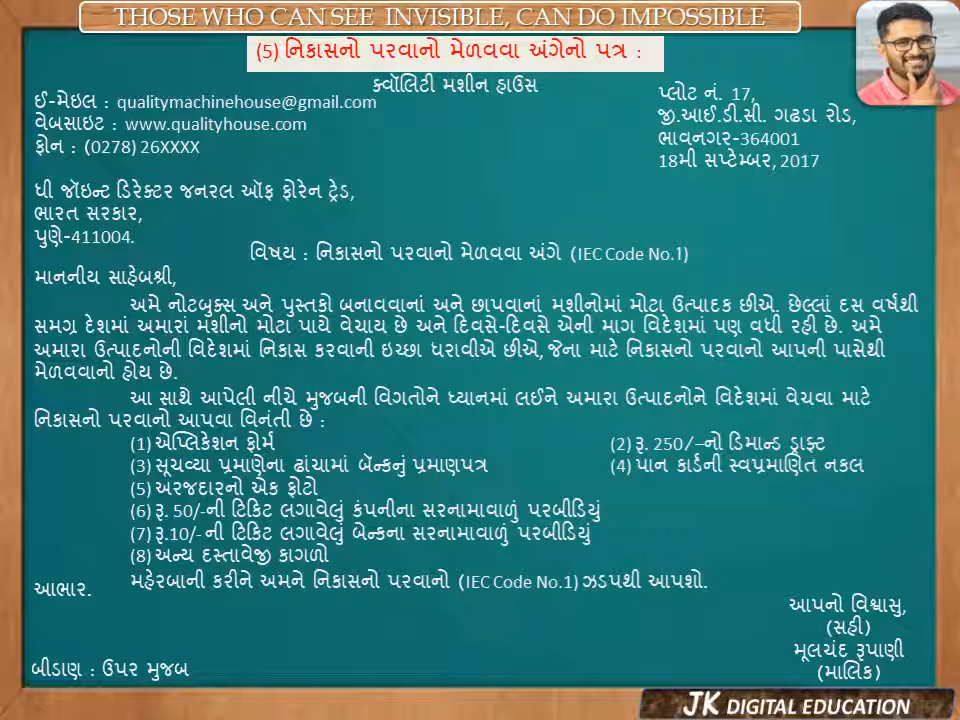 THOSE WHO CAN SEE INVISIBLE, CAN DO IMPOSSIBLE
(5) નિકાસનો પરવાનો મેળવવા અંગેનો પત્ર :
ક્વૉલિટી મશીન હાઉસ
ઈ-મેઇલ : qualitymachinehouse@gmail.com
વેબસાઇટ : www.qualityhouse.com
ફોન : (0278) 26XXXX
પ્લોટ નં. 17,
જી.આઈ.ડી.સી. ગઢડા રોડ,
ભાવનગર-364001
18મી સપ્ટેમ્બર, 2017
ધી જૉઇન્ટ ડિરેક્ટર જનરલ ઑફ ફોરેન ટ્રેડ,
ભારત સરકાર,
પુણે-411004.
વિષય : નિકાસનો પરવાનો મેળવવા અંગે (IEC Code No.1)
માનનીય સાહેબશ્રી,
અમે નોટબુક્સ અને પુસ્તકો બનાવવાનાં અને છાપવાનાં મશીનોમાં મોટા ઉત્પાદક છીએ. છેલ્લાં દસ વર્ષથી
સમગ્ર દેશમાં અમારાં મશીનો મોટા પાયે વેચાય છે અને દિવસે-દિવસે એની માગ વિદેશમાં પણ વધી રહી છે. અમે
અમારા ઉત્પાદનોની વિદેશમાં નિકાસ કરવાની ઇચ્છા ધરાવીએ છીએ, જેના માટે નિકાસનો પરવાનો આપની પાસેથી
મેળવવાનો હોય છે.
આ સાથે આપેલી નીચે મુજબની વિગતોને ધ્યાનમાં લઈને અમારા ઉત્પાદનોને વિદેશમાં વેચવા માટે
નિકાસનો પરવાનો આપવા વિનંતી છે :
(1) એપ્લિકેશન ફોર્મ
(2) રૂ. 250/–નો ડિમાન્ડ ડ્રાફ્ટ
(3) સૂચવ્યા પ્રમાણેના ઢાંચામાં બૅન્કનું પ્રમાણપત્ર
(4) પાન કાર્ડની સ્વપ્રમાણિત નકલ
(5) અરજદારનો એક ફોટો
(6) રૂ. 50/-ની ટિકિટ લગાવેલું કંપનીના સરનામાવાળું પરબીડિયું
(7) રૂ.10/- ની ટિકિટ લગાવેલું બેન્કના સરનામાવાળું પરબીડિયું
(8) અન્ય દસ્તાવેજી કાગળો
મહેરબાની કરીને અમને નિકાસનો પરવાનો (IEC Code No.1) ઝડપથી આપશો.
આભાર.
આપનો વિશ્વાસુ,
(સહી)
મૂલચંદ રૂપાણી
(માલિક)
બીડાણ : ઉપર મુજબ
JK DIGITAL EDUCATION